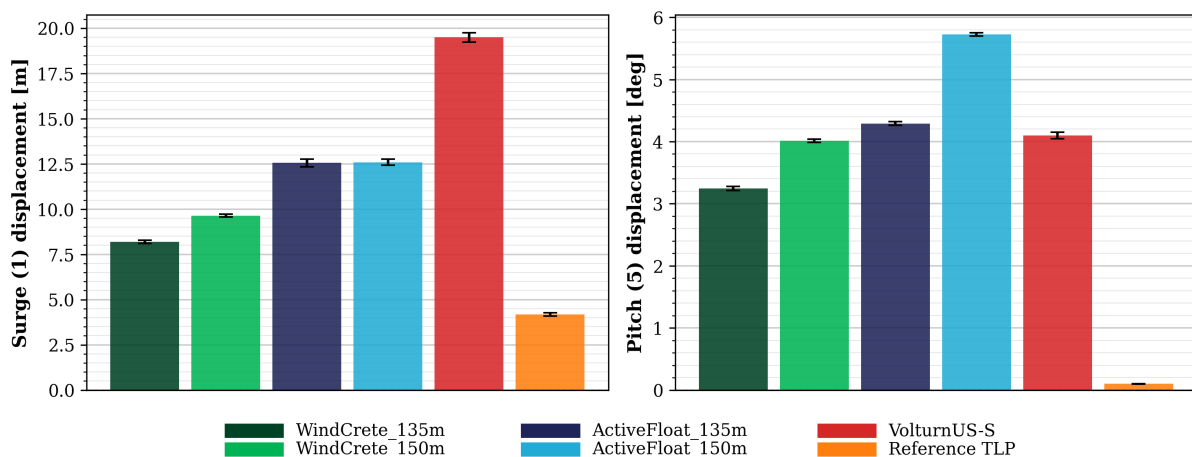 Surge (1) displacement [m]
20.0
17.5
15.0
12.5
10.0
7.5
5.0
2.5
0.0
Pitch (5) displacement [deg]
6
5
4
3
2
1
0
WindCrete_135m
WindCrete_150m
ActiveFloat_135m
ActiveFloat_150m
VolturnUS-S
Reference TLP